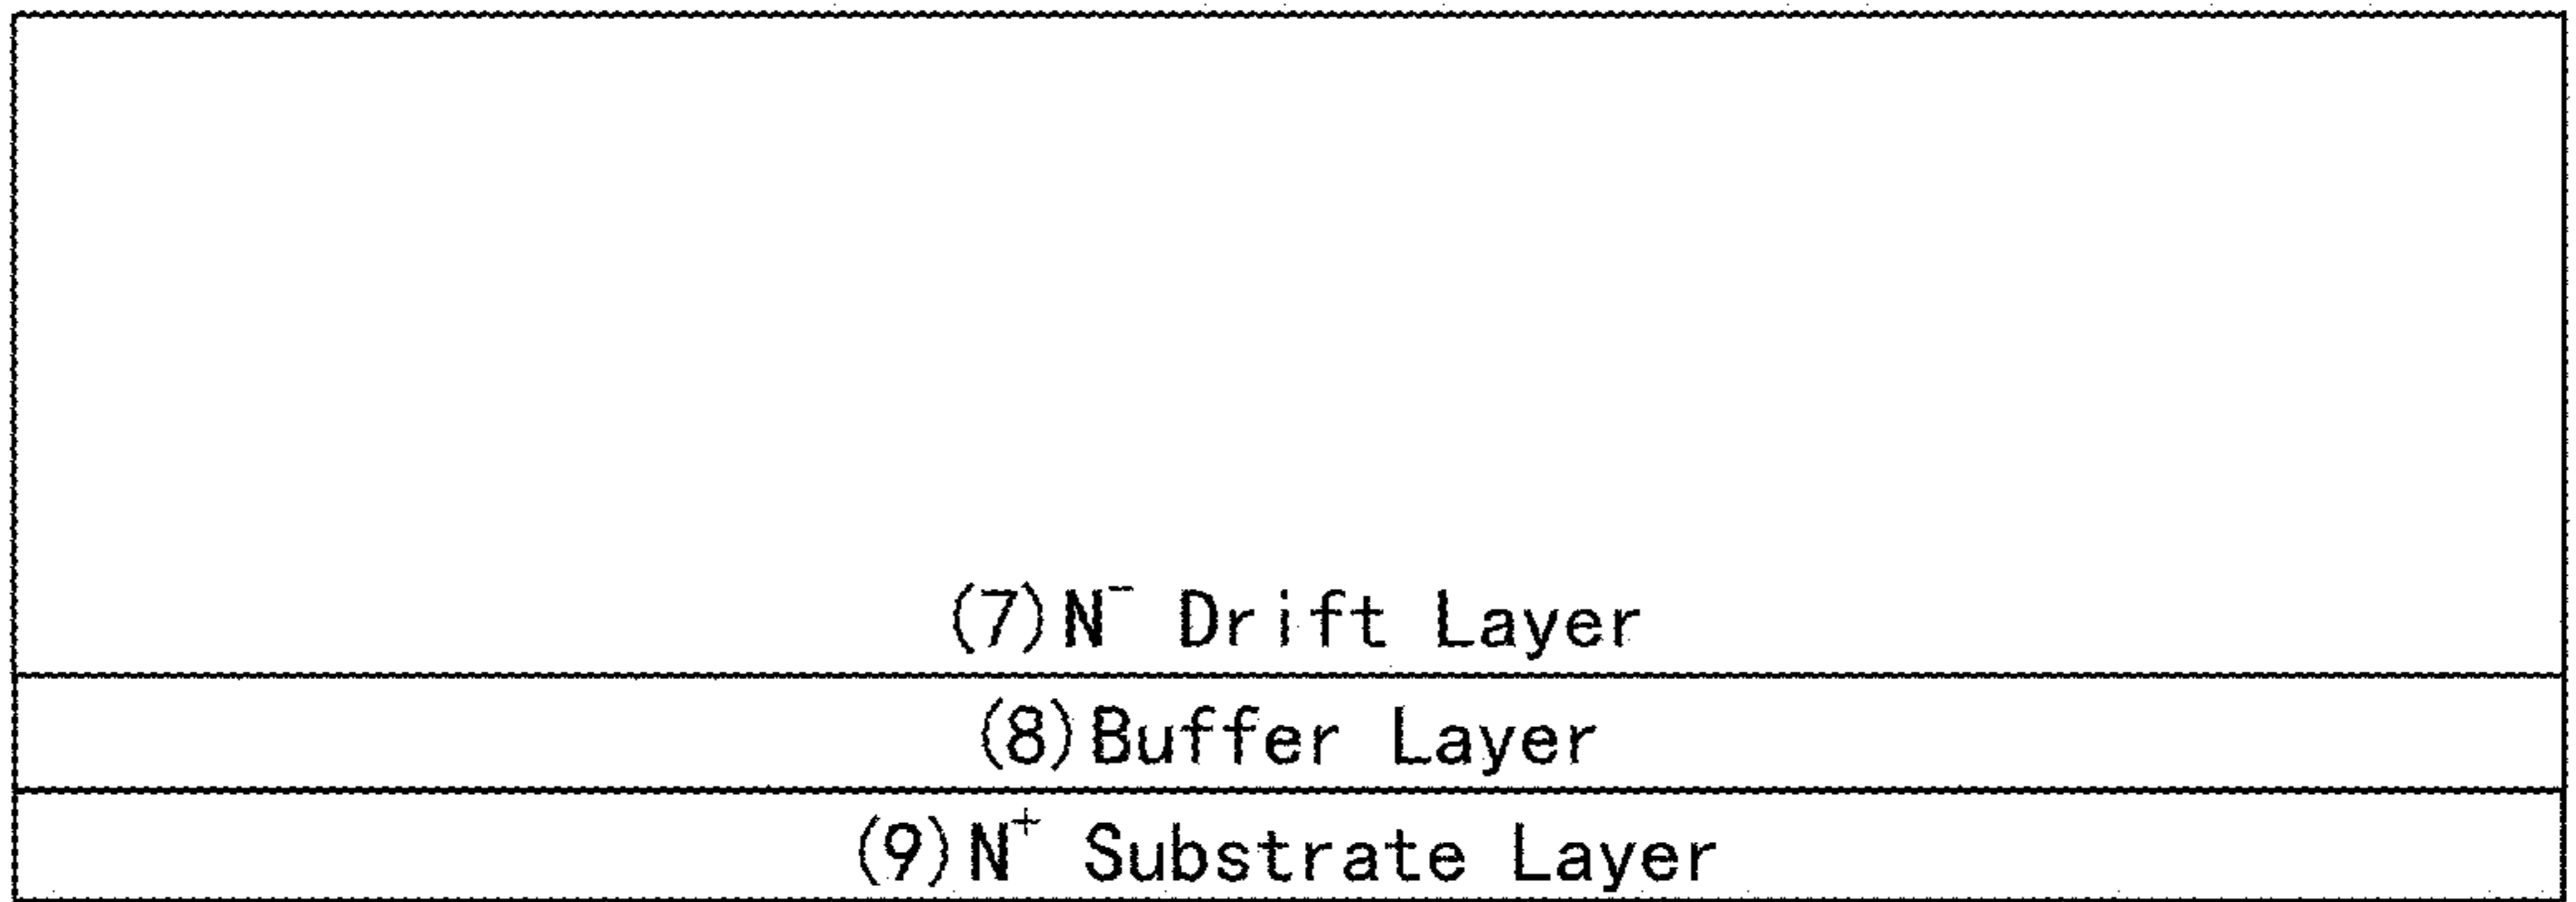 (7)N⁻ Drift Layer
(8)Buffer Layer
(9)N⁺ Substrate Layer